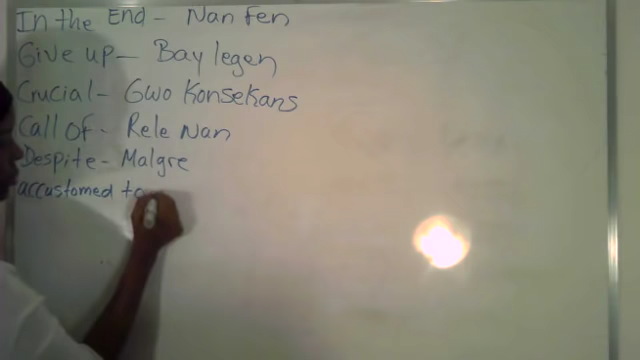 In the End - Nan fen
Give up - Bay legen
Crucial - Gwo Konsekans
Call Of - Rele Nan
Despite - Malgre
accustomed to